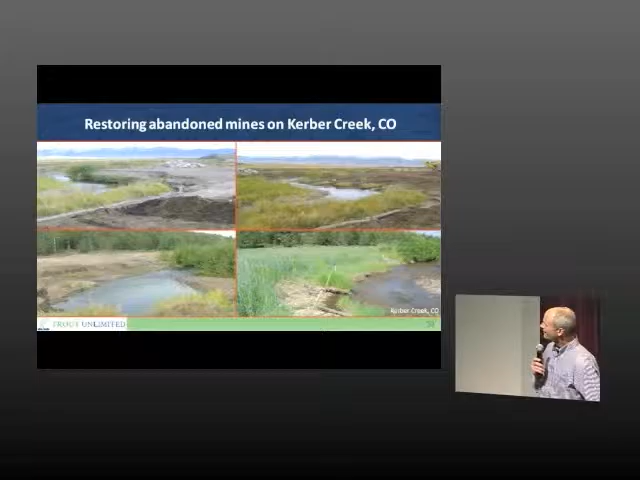 Restoring abandoned mines on Kerber Creek, CO
Kerber Creek, CO
TROUT UNLIMITED